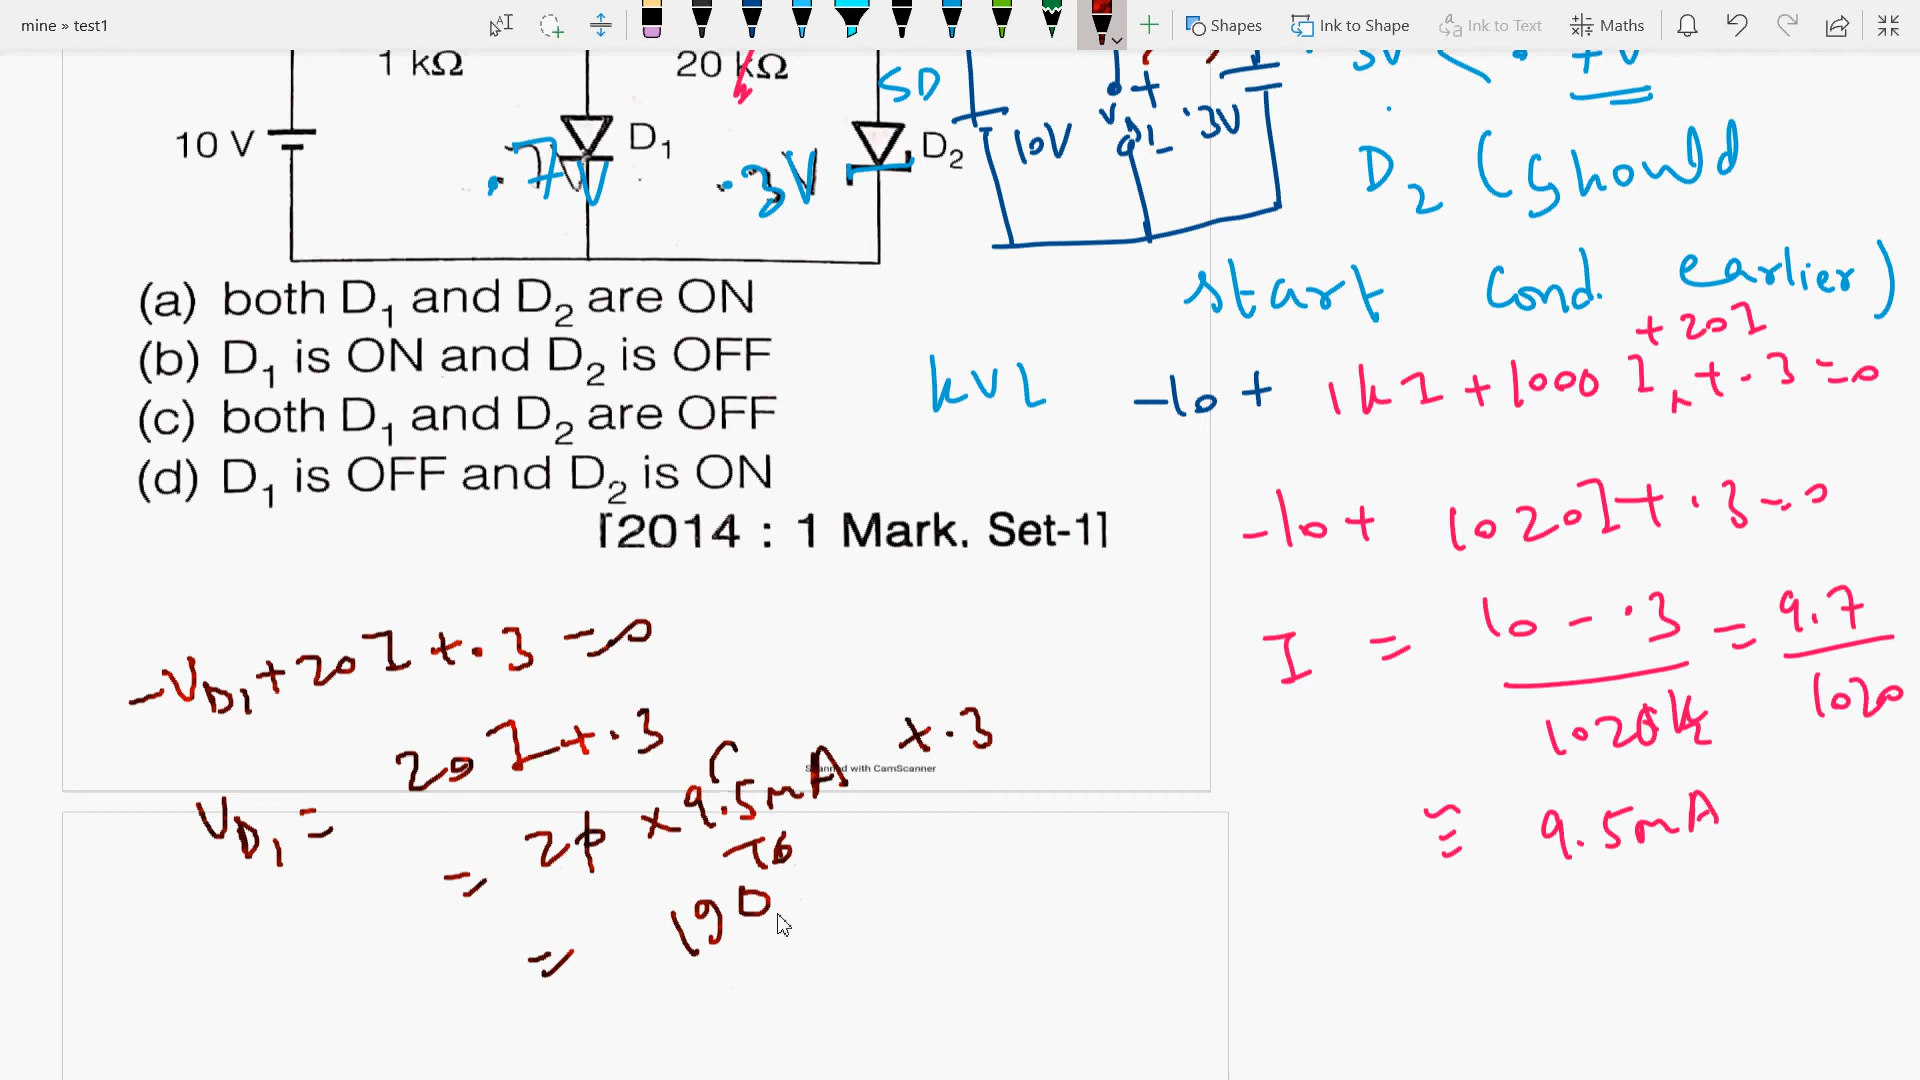 mine » test1
Shapes
Ink to Shape
Ink to Text
Maths
1 kΩ
20 kΩ
SD
10 V
D1
.7V
.3V
D2
10V
.3V
D2 (Should
start Cond. earlier)
+ 20I
(a) both D1 and D2 are ON
(b) D1 is ON and D2 is OFF
(c) both D1 and D2 are OFF
(d) D1 is OFF and D2 is ON
[2014 : 1 Mark. Set-1]
KVL -10 + 1kI + 1000 I + .3 = 0
-10 + 1020I + .3 = 0
I = 10 - .3 = 9.7
1020
≅ 9.5mA
-VD1 + 20I + .3 = 0
VD1 = 20I + .3
= 20 × 9.5mA + .3
= 190
Scanned with CamScanner